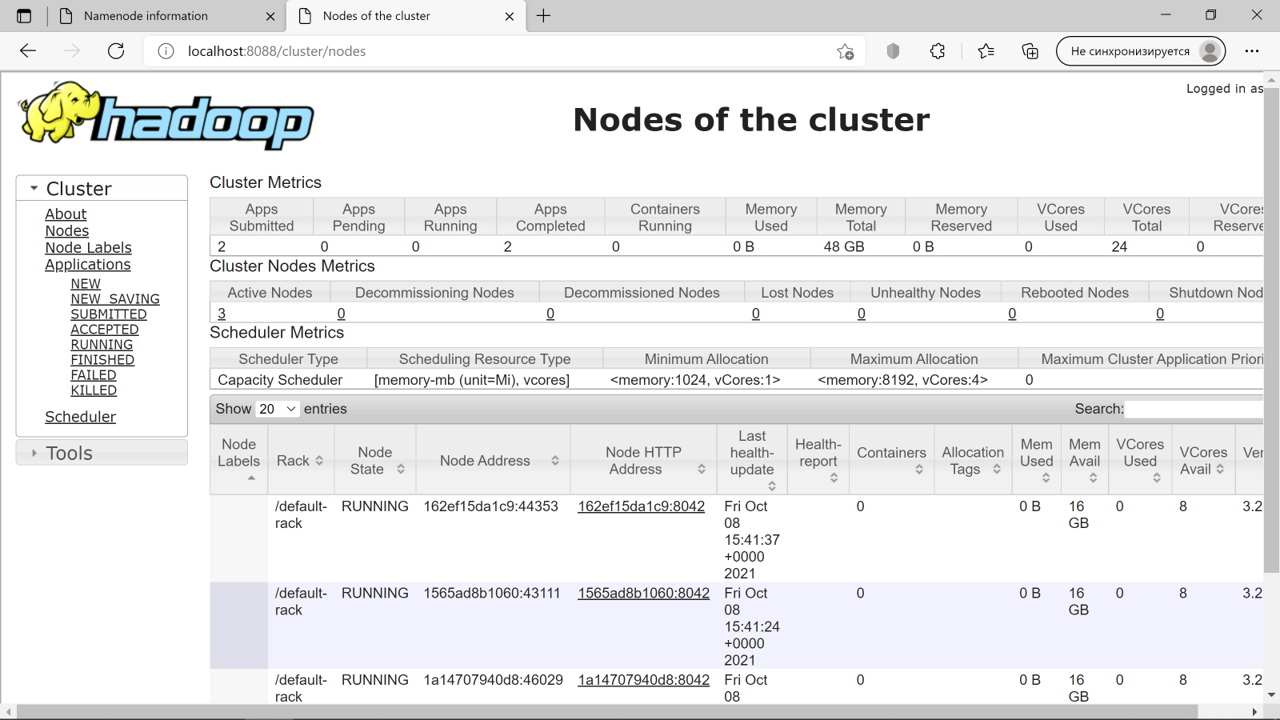 Namenode information
Nodes of the cluster
localhost:8088/cluster/nodes
Не синхронизируется
hadoop
Logged in as
Nodes of the cluster
Cluster
About
Nodes
Node Labels
Applications
NEW
NEW_SAVING
SUBMITTED
ACCEPTED
RUNNING
FINISHED
FAILED
KILLED
Scheduler
Tools
Cluster Metrics
Apps Submitted Apps Pending Apps Running Apps Completed Containers Running Memory Used Memory Total Memory Reserved VCores Used VCores Total VCores Reserve
2 0 0 2 0 0 B 48 GB 0 B 0 24 0
Cluster Nodes Metrics
Active Nodes Decommissioning Nodes Decommissioned Nodes Lost Nodes Unhealthy Nodes Rebooted Nodes Shutdown Nod
3 0 0 0 0 0 0
Scheduler Metrics
Scheduler Type Scheduling Resource Type Minimum Allocation Maximum Allocation Maximum Cluster Application Priori
Capacity Scheduler [memory-mb (unit=Mi), vcores] <memory:1024, vCores:1> <memory:8192, vCores:4> 0
Show 20 entries Search:
Node Labels Rack Node State Node Address Node HTTP Address Last health-update Health-report Containers Allocation Tags Mem Used Mem Avail VCores Used VCores Avail Ver
/default-rack RUNNING 162ef15da1c9:44353 162ef15da1c9:8042 Fri Oct 08 15:41:37 +0000 2021 0 0 B 16 GB 0 8 3.2
/default-rack RUNNING 1565ad8b1060:43111 1565ad8b1060:8042 Fri Oct 08 15:41:24 +0000 2021 0 0 B 16 GB 0 8 3.2
/default-rack RUNNING 1a14707940d8:46029 1a14707940d8:8042 Fri Oct 08 0 0 B 16 GB 0 8 3.2